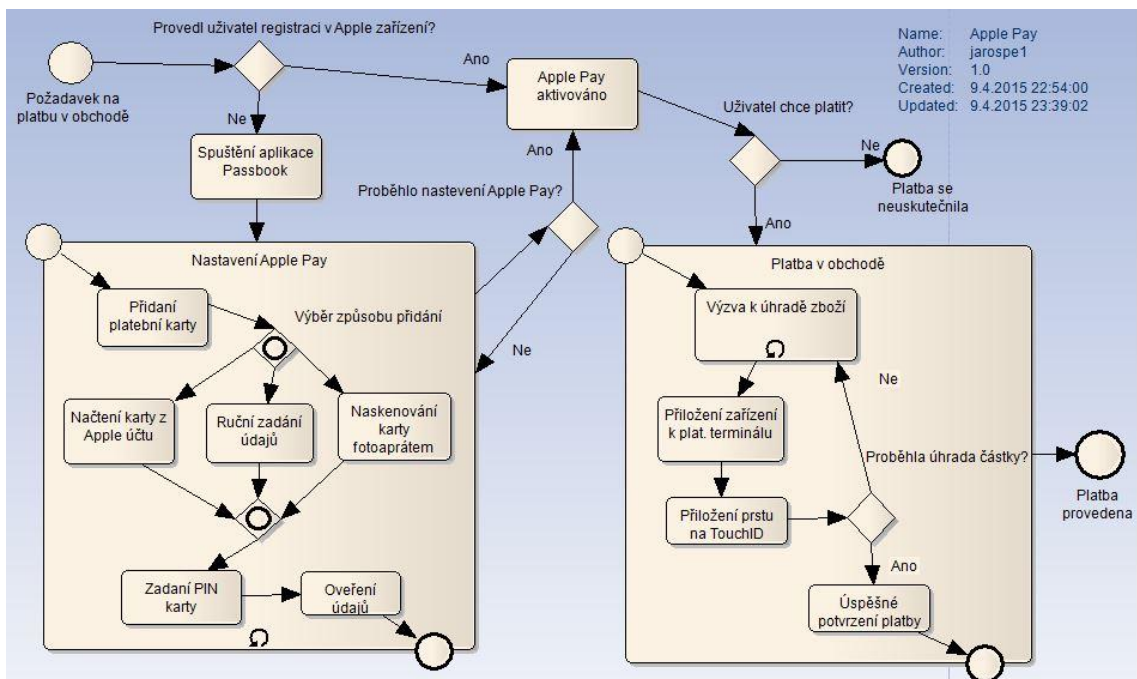 Provedl uživatel registraci v Apple zařízení?
Name: Apple Pay
Author: jarospe1
Version: 1.0
Created: 9.4.2015 22:54:00
Updated: 9.4.2015 23:39:02
Požadavek na
platbu v obchodě
Ano
Apple Pay
aktivováno
Uživatel chce platit?
Ne
Spuštění aplikace
Passbook
Ano
Ne
Platba se
neuskutečnila
Proběhlo nastevení Apple Pay?
Ano
Nastavení Apple Pay
Přidaní
platební karty
Výběr způsobu přidání
Ne
Načtení karty z
Apple účtu
Ruční zadání
údajů
Naskenování
karty
fotoaprátem
Zadaní PIN
karty
Oveření
údajů
Platba v obchodě
Výzva k úhradě zboží
Ne
Přiložení zařízení
k plat. terminálu
Proběhla úhrada částky?
Přiložení prstu
na TouchID
Ano
Úspěšné
potvrzení platby
Platba
provedena